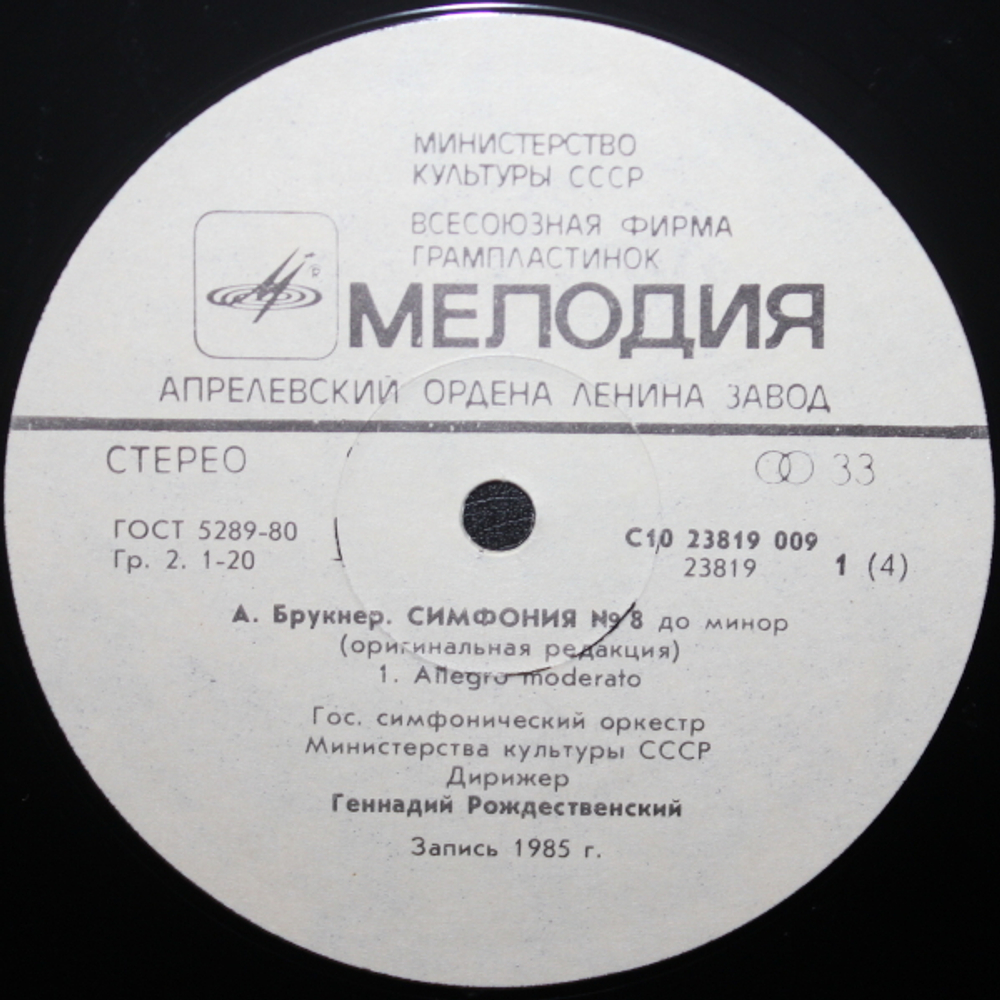 МИНИСТЕРСТВО
КУЛЬТУРЫ СССР
ВСЕСОЮЗНАЯ ФИРМА
ГРАМПЛАСТИНОК
МЕЛОДИЯ
АПРЕЛЕВСКИЙ ОРДЕНА ЛЕНИНА ЗАВОД
СТЕРЕО 33
ГОСТ 5289-80 С10 23819 009
Гр. 2. 1-20 23819 1 (4)
А. Брукнер. СИМФОНИЯ № 8 до минор
(оригинальная редакция)
1. Allegro moderato
Гос. симфонический оркестр
Министерства культуры СССР
Дирижер
Геннадий Рождественский
Запись 1985 г.